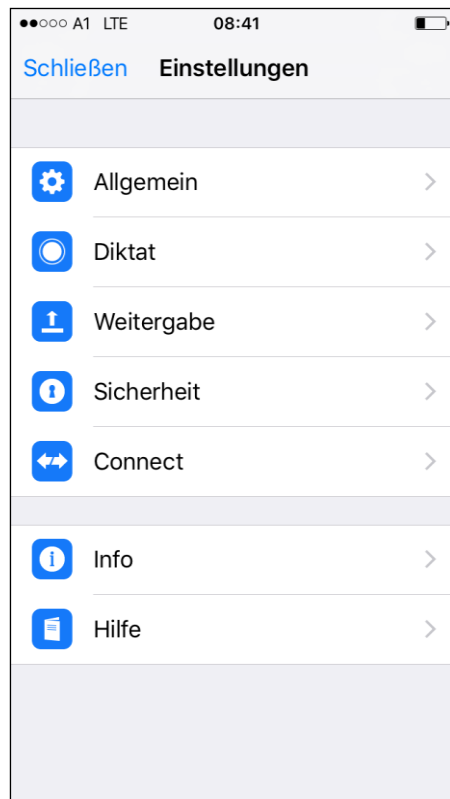 ●●○○○ A1 LTE 08:41
Schließen Einstellungen
Allgemein
Diktat
Weitergabe
Sicherheit
Connect
Info
Hilfe